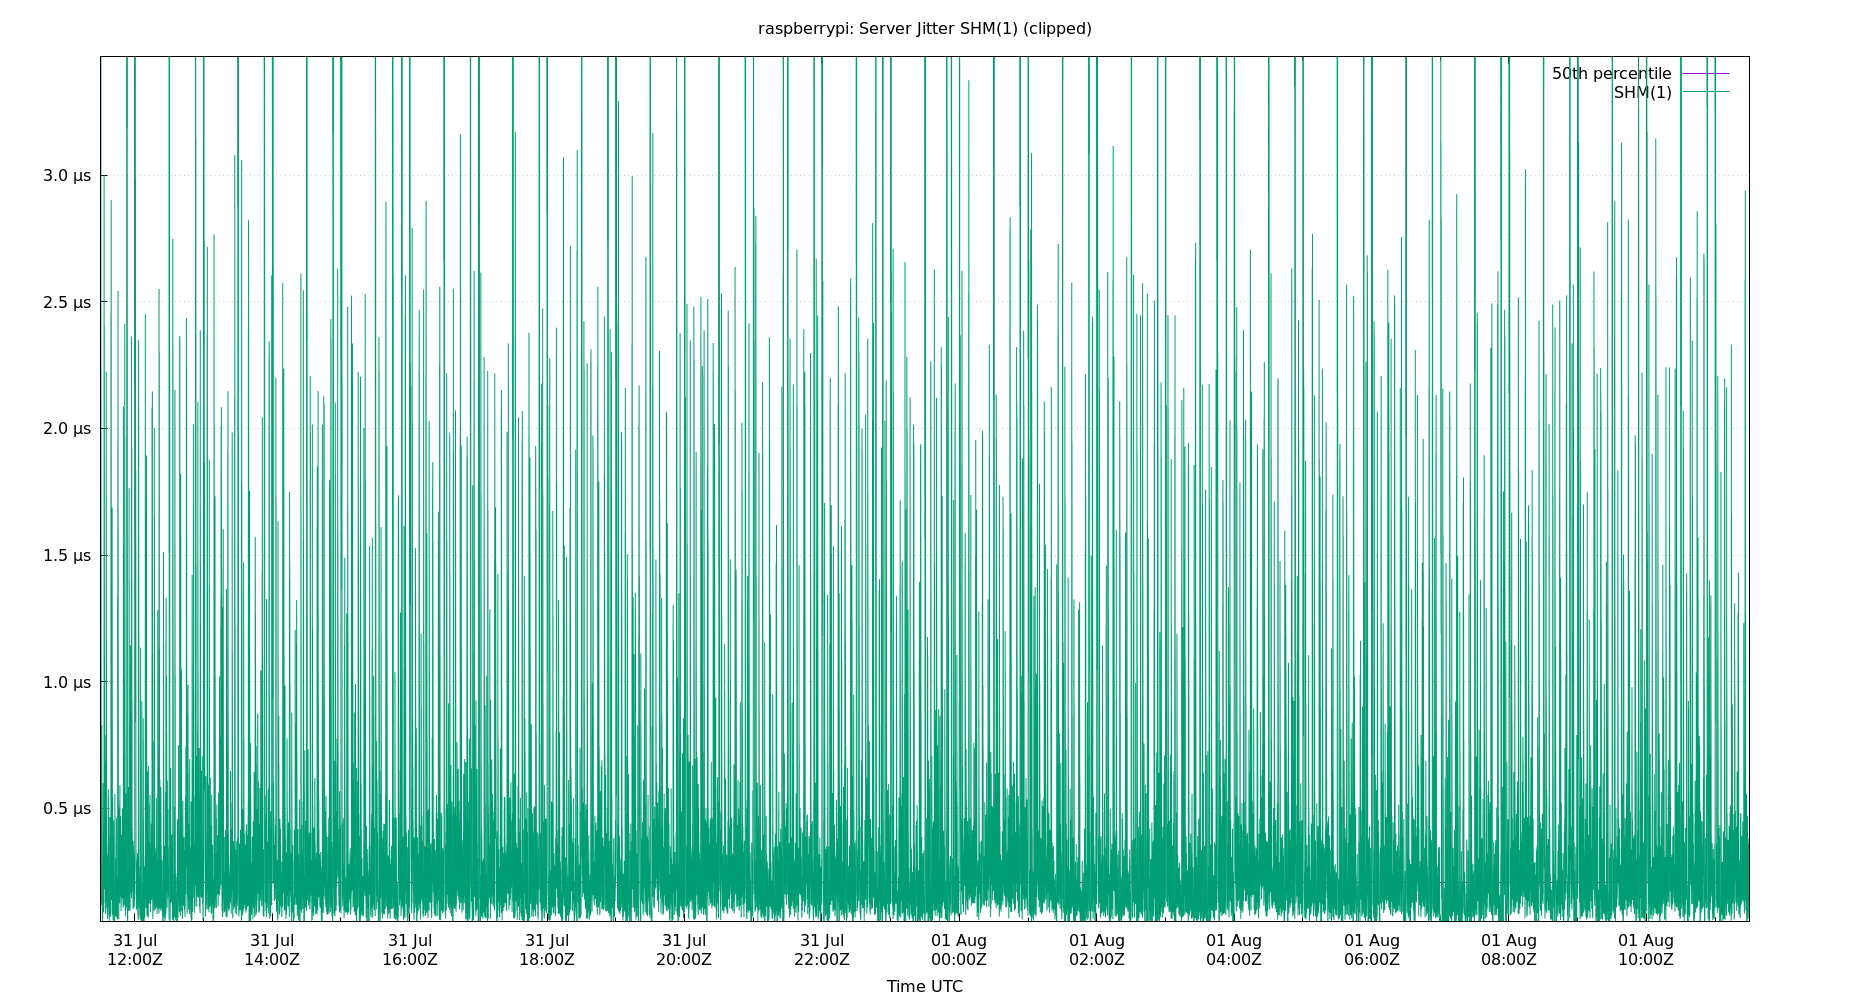 raspberrypi: Server Jitter SHM(1) (clipped)
50th percentile
SHM(1)
3.0 µs
2.5 µs
2.0 µs
1.5 µs
1.0 µs
0.5 µs
31 Jul 31 Jul 31 Jul 31 Jul 31 Jul 31 Jul 01 Aug 01 Aug 01 Aug 01 Aug 01 Aug 01 Aug
12:00Z 14:00Z 16:00Z 18:00Z 20:00Z 22:00Z 00:00Z 02:00Z 04:00Z 06:00Z 08:00Z 10:00Z
Time UTC